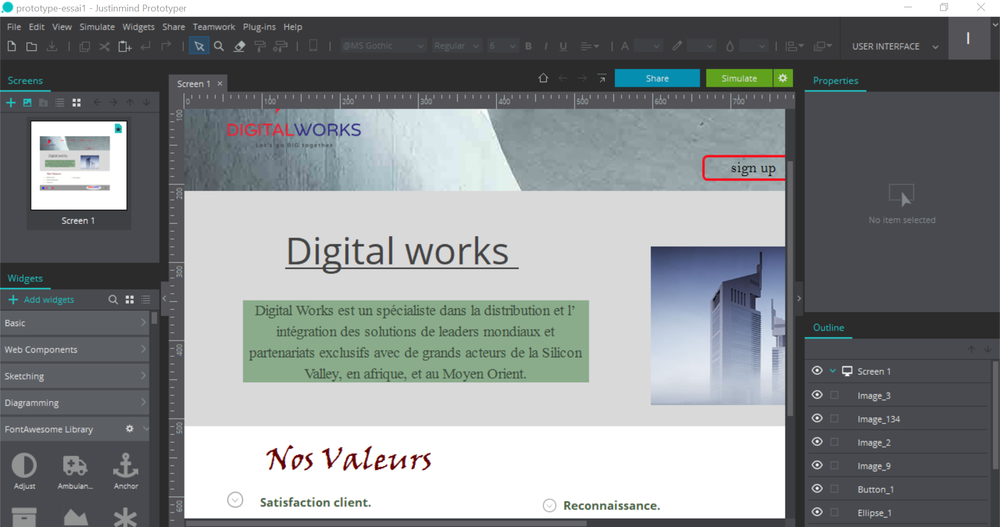 prototype-essai1 - Justinmind Prototyper
File Edit View Simulate Widgets Share Teamwork Plug-ins Help
@MS Gothic Regular 6 B I U A USER INTERFACE I
Screens
Screen 1
Share
Simulate
Properties
0 100 200 300 400 500 600 700
100
200
300
400
500
600
Screen 1
DIGITALWORKS
Let's go BIG together
sign up
Digital works
Digital Works est un spécialiste dans la distribution et l’
intégration des solutions de leaders mondiaux et
partenariats exclusifs avec de grands acteurs de la Silicon
Valley, en afrique, et au Moyen Orient.
Nos Valeurs
Satisfaction client.
Reconnaissance.
Widgets
Add widgets
Basic
Web Components
Sketching
Diagramming
FontAwesome Library
Adjust Ambulan... Anchor
No item selected
Outline
Screen 1
Image_3
Image_134
Image_2
Image_9
Button_1
Ellipse_1